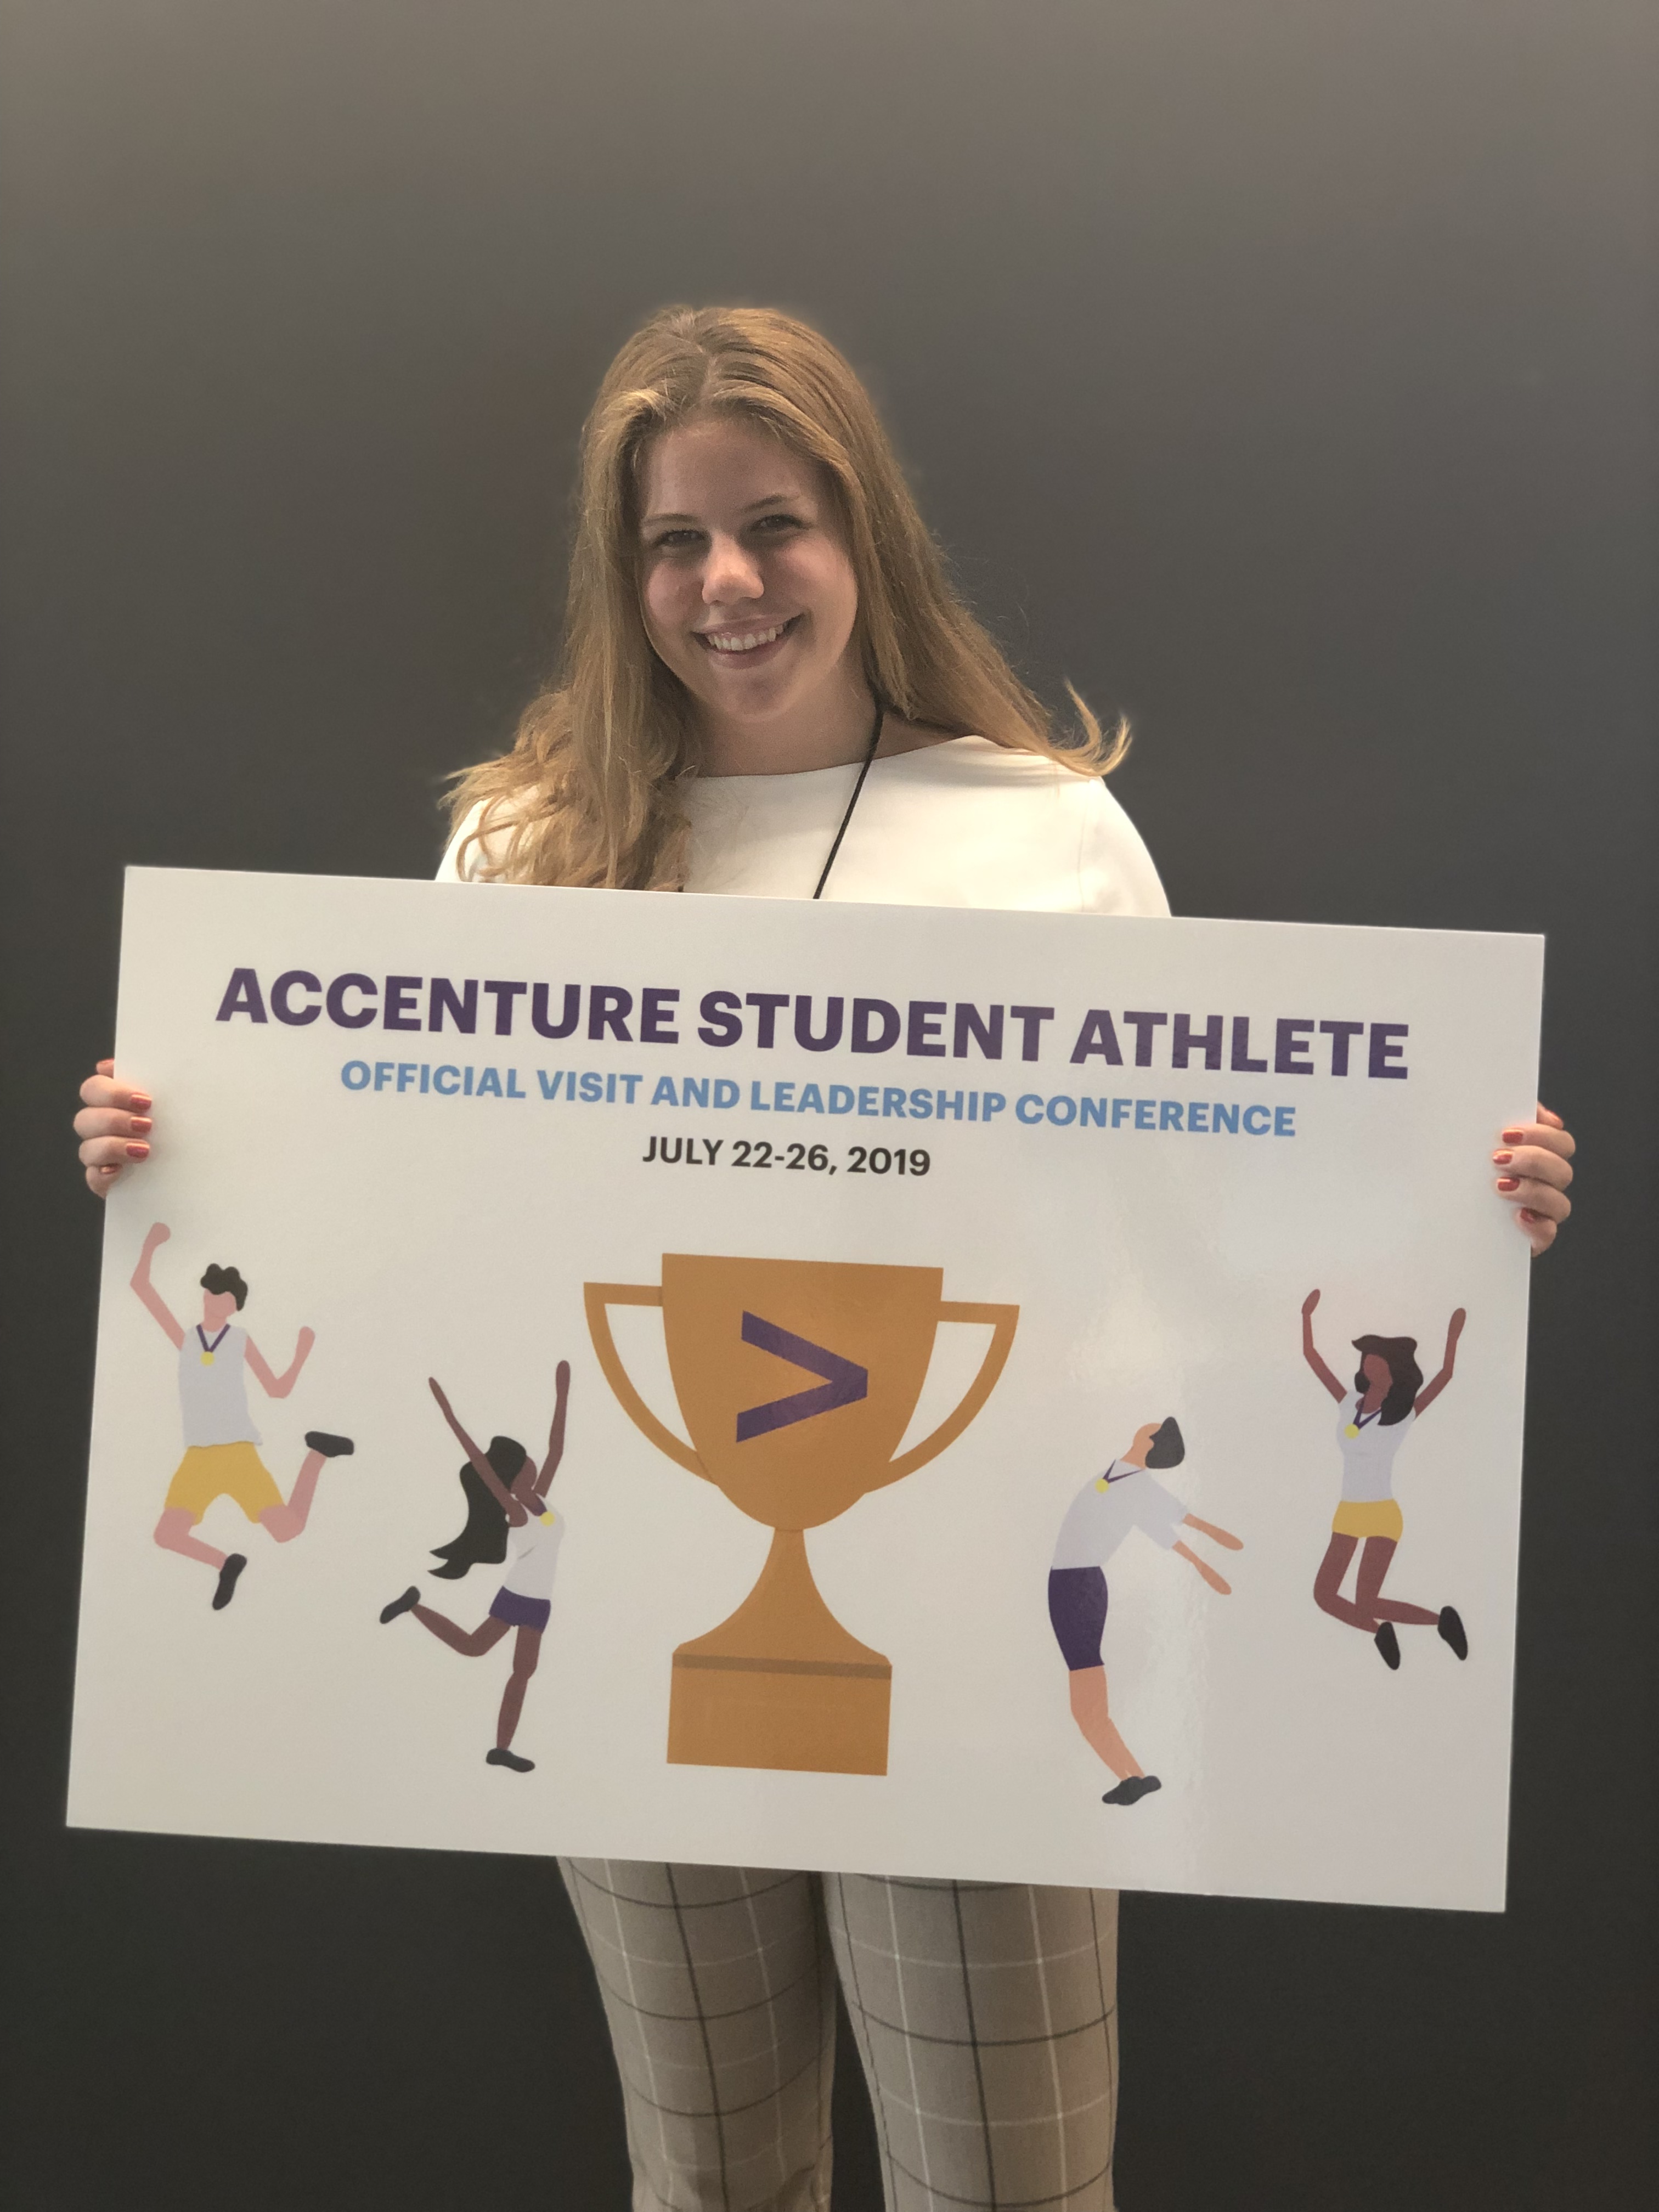 ACCENTURE STUDENT ATHLETE
OFFICIAL VISIT AND LEADERSHIP CONFERENCE
JULY 22-26, 2019